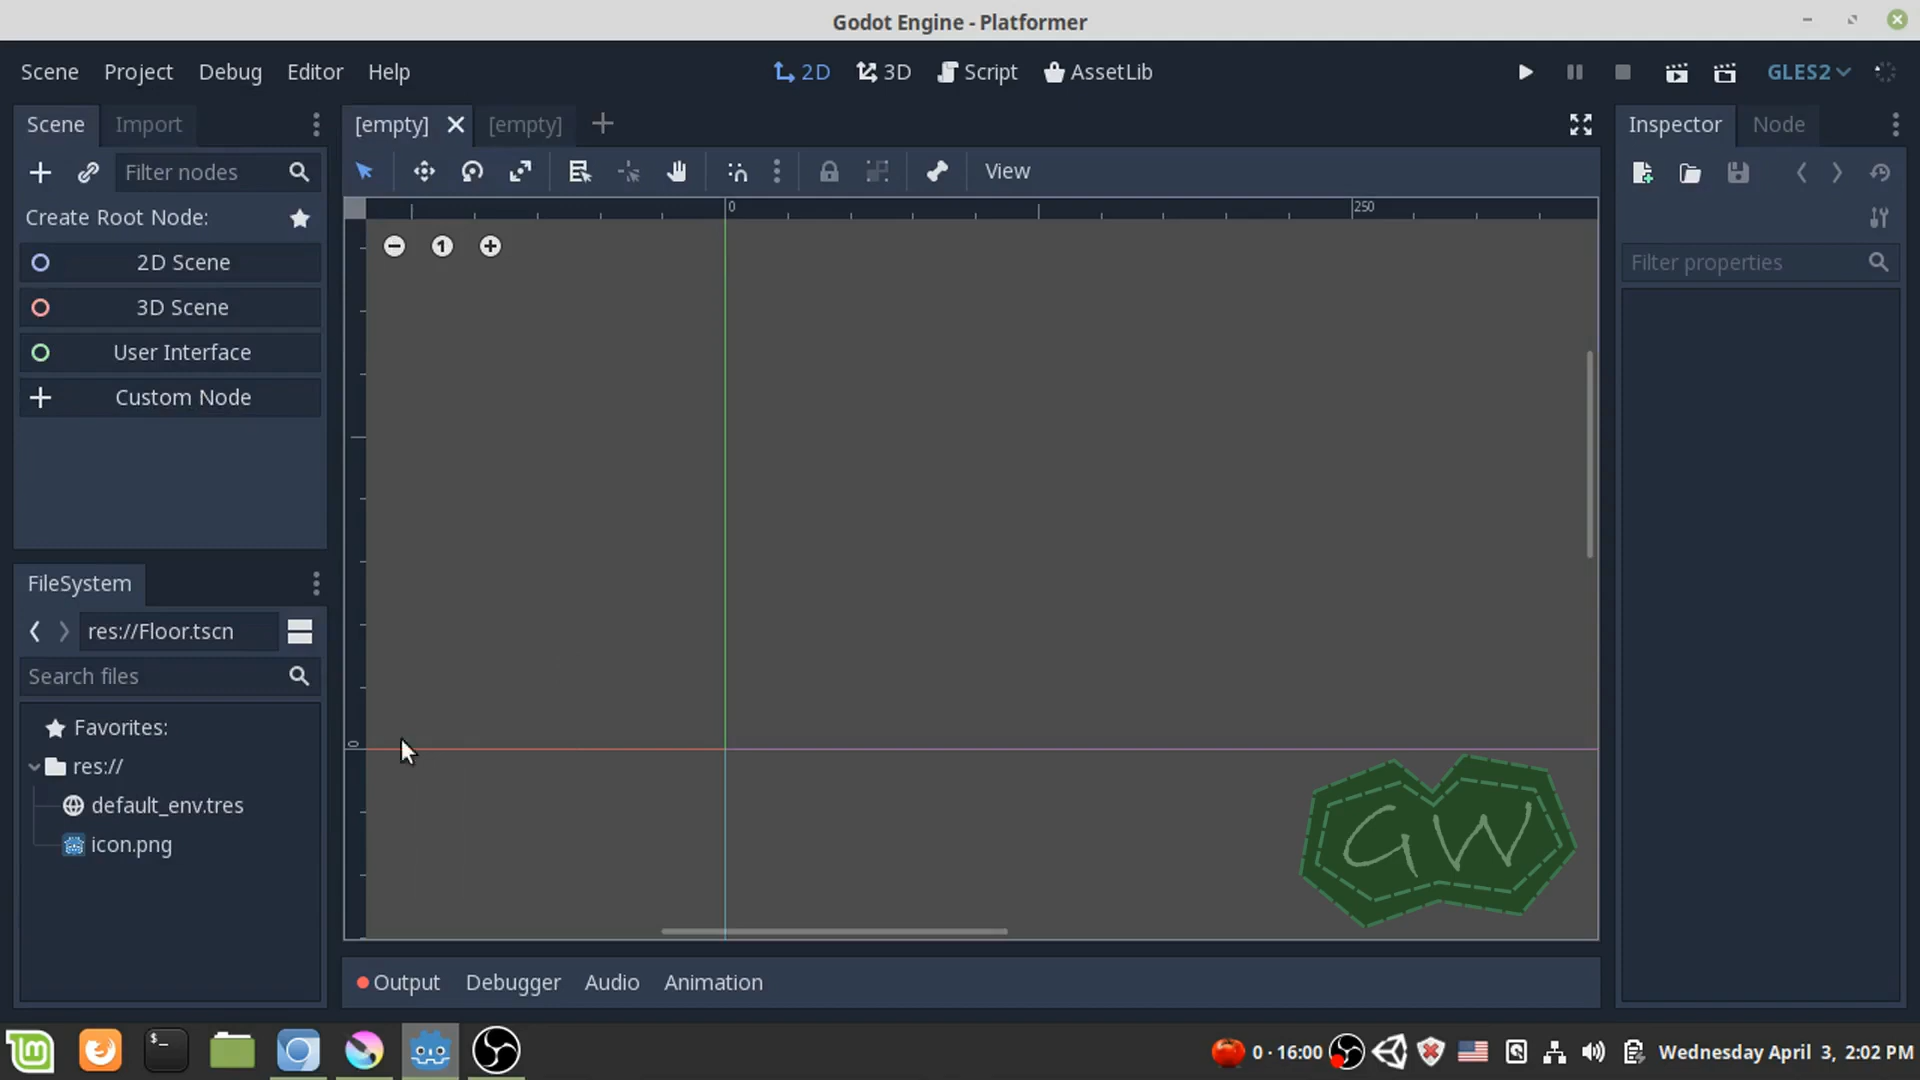 Godot Engine - Platformer
Scene Project Debug Editor Help
2D 3D Script AssetLib
GLES2
Scene Import
[empty] [empty]
Inspector Node
Filter nodes
View
Create Root Node:
0 250
2D Scene
Filter properties
3D Scene
User Interface
Custom Node
FileSystem
res://Floor.tscn
Search files
Favorites:
0
res://
default_env.tres
icon.png
GW
Output Debugger Audio Animation
0 · 16:00
Wednesday April 3, 2:02 PM